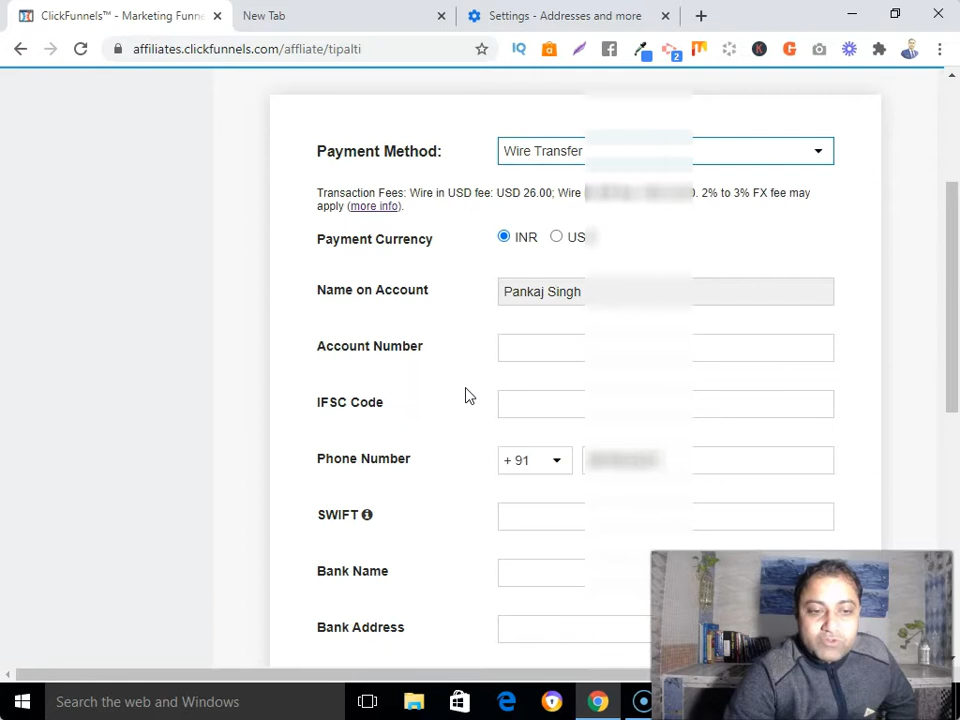 ClickFunnels™ - Marketing Funne
New Tab
Settings - Addresses and more
affiliates.clickfunnels.com/affliate/tipalti
Payment Method:
Wire Transfer
Transaction Fees: Wire in USD fee: USD 26.00; Wire 2% to 3% FX fee may
apply (more info).
Payment Currency
INR
Name on Account
Pankaj Singh
Account Number
IFSC Code
Phone Number
+ 91
SWIFT
Bank Name
Bank Address
Search the web and Windows